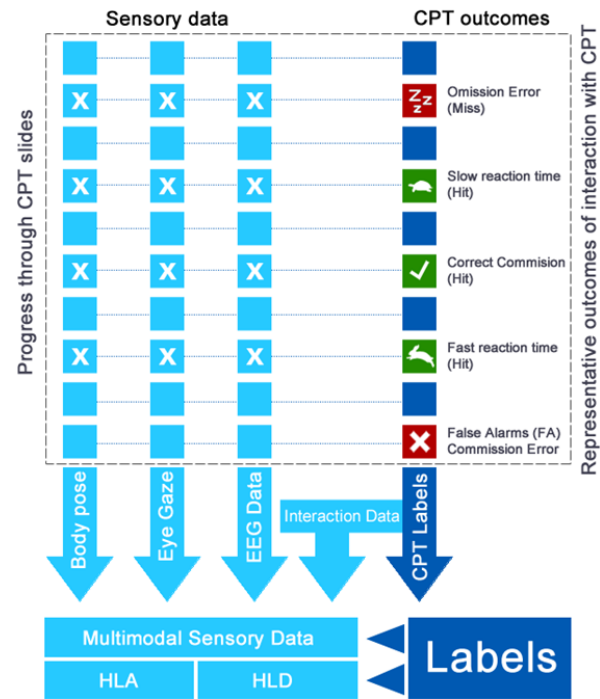 Sensory data
CPT outcomes
Progress through CPT slides
Representative outcomes of interaction with CPT
X X X Zzz Omission Error
(Miss)
X X X Slow reaction time
(Hit)
X X X Correct Commision
(Hit)
X X X Fast reaction time
(Hit)
False Alarms (FA)
Commission Error
Body pose
Eye Gaze
EEG Data
Interaction Data
CPT Labels
Multimodal Sensory Data
HLA
HLD
Labels